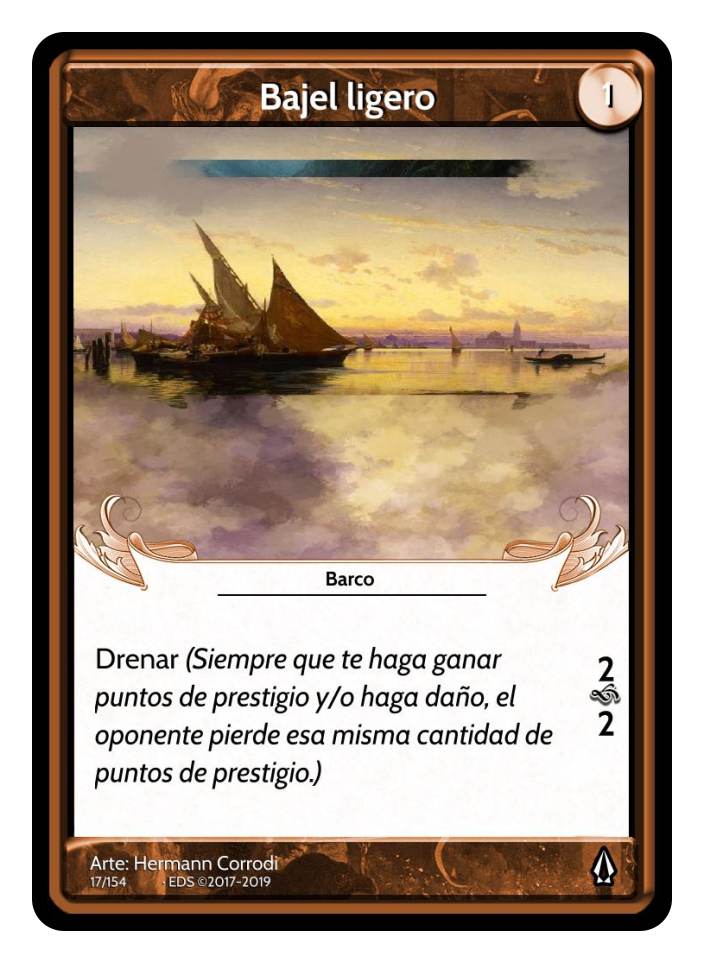 Bajel ligero
1
Barco
Drenar (Siempre que te haga ganar
puntos de prestigio y/o haga daño, el
oponente pierde esa misma cantidad de
puntos de prestigio.)
2
2
Arte: Hermann Corrodi
17/154 · EDS ©2017-2019